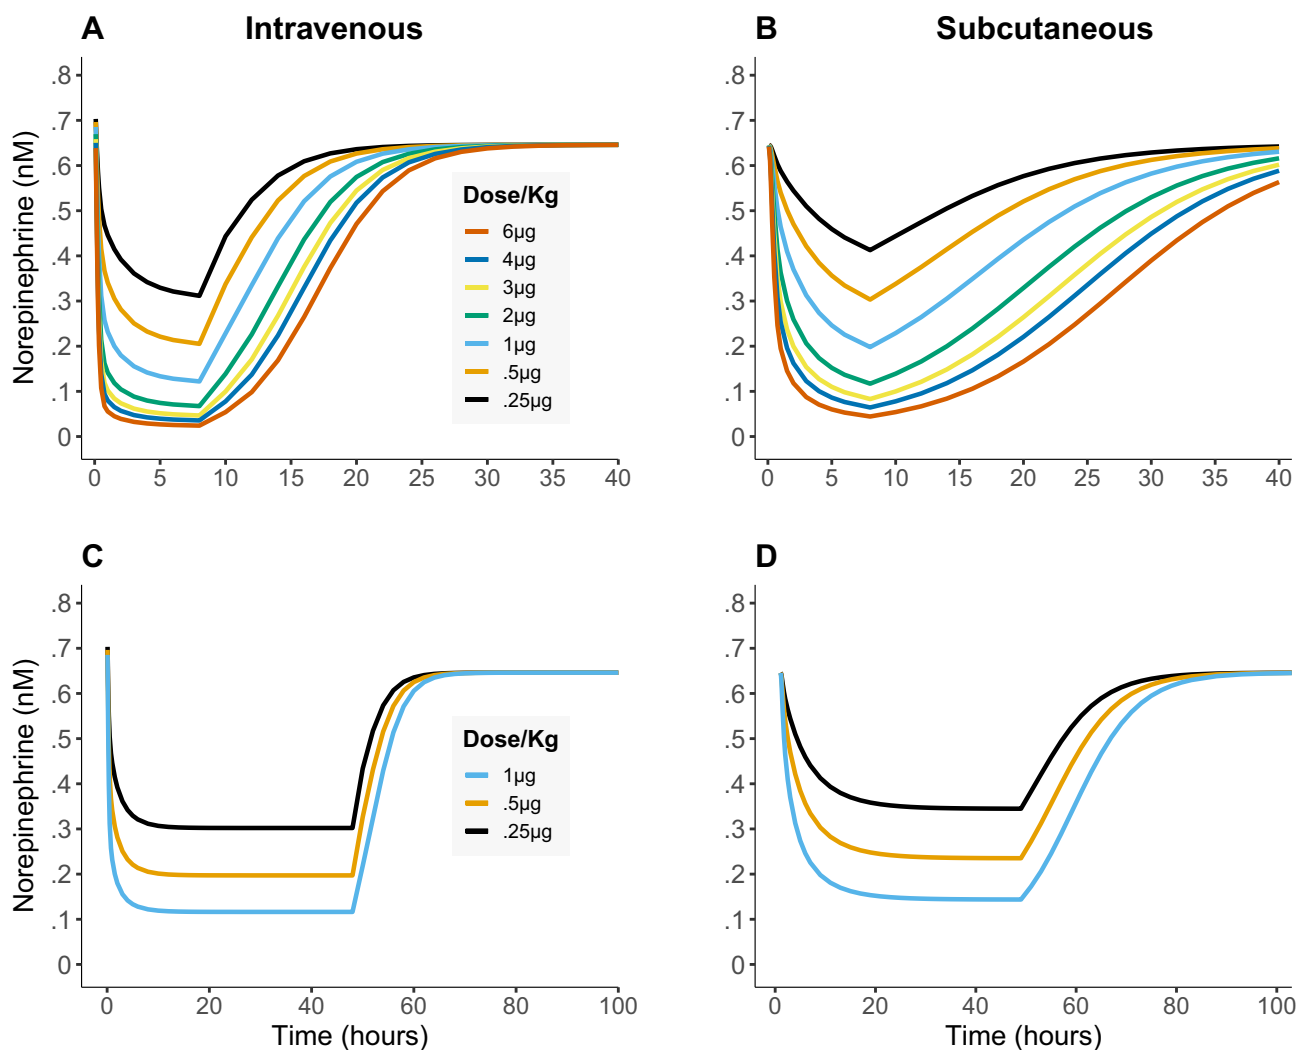 A Intravenous
B Subcutaneous
Norepinephrine (nM)
.8
.7
.6
.5
.4
.3
.2
.1
0
0 5 10 15 20 25 30 35 40
Dose/Kg
6µg
4µg
3µg
2µg
1µg
.5µg
.25µg
.8
.7
.6
.5
.4
.3
.2
.1
0
0 5 10 15 20 25 30 35 40
C
Norepinephrine (nM)
.8
.7
.6
.5
.4
.3
.2
.1
0
0 20 40 60 80 100
Time (hours)
Dose/Kg
1µg
.5µg
.25µg
D
.8
.7
.6
.5
.4
.3
.2
.1
0
0 20 40 60 80 100
Time (hours)